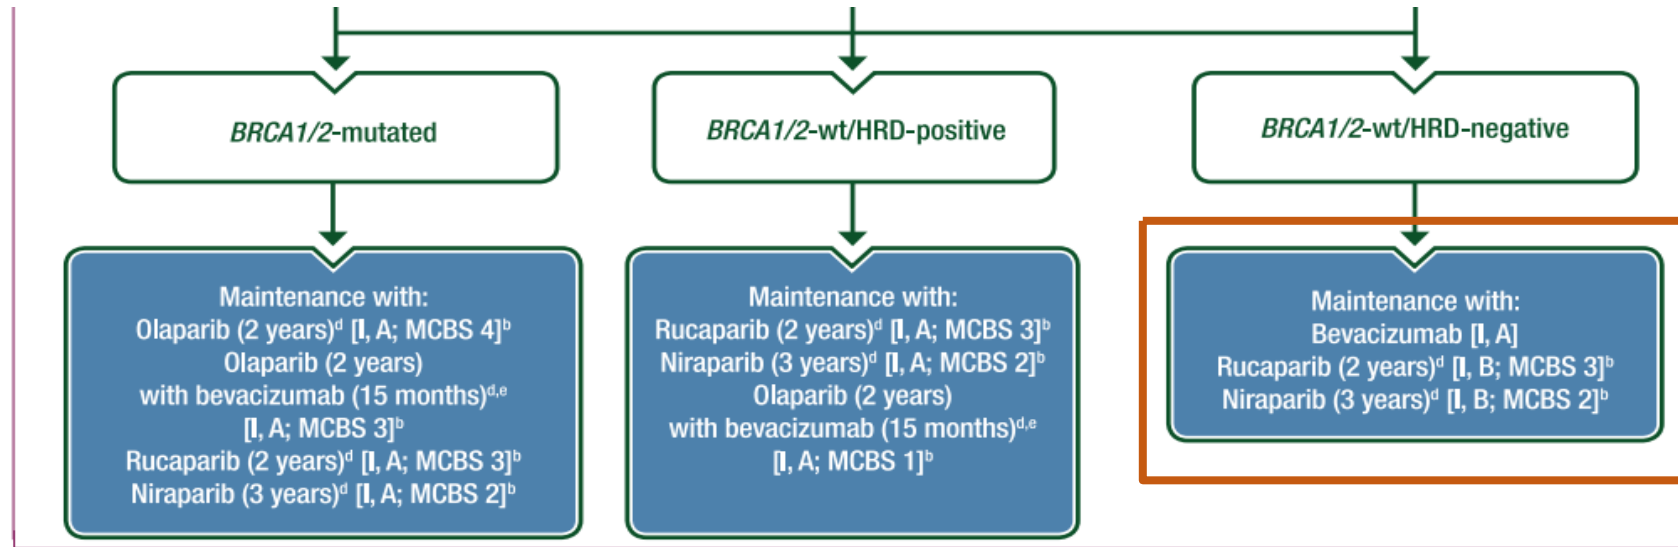 BRCA1/2-mutated
BRCA1/2-wt/HRD-positive
BRCA1/2-wt/HRD-negative
Maintenance with:
Olaparib (2 years)ᵈ [I, A; MCBS 4]ᵇ
Olaparib (2 years)
with bevacizumab (15 months)ᵈ,ᵉ
[I, A; MCBS 3]ᵇ
Rucaparib (2 years)ᵈ [I, A; MCBS 3]ᵇ
Niraparib (3 years)ᵈ [I, A; MCBS 2]ᵇ
Maintenance with:
Rucaparib (2 years)ᵈ [I, A; MCBS 3]ᵇ
Niraparib (3 years)ᵈ [I, A; MCBS 2]ᵇ
Olaparib (2 years)
with bevacizumab (15 months)ᵈ,ᵉ
[I, A; MCBS 1]ᵇ
Maintenance with:
Bevacizumab [I, A]
Rucaparib (2 years)ᵈ [I, B; MCBS 3]ᵇ
Niraparib (3 years)ᵈ [I, B; MCBS 2]ᵇ